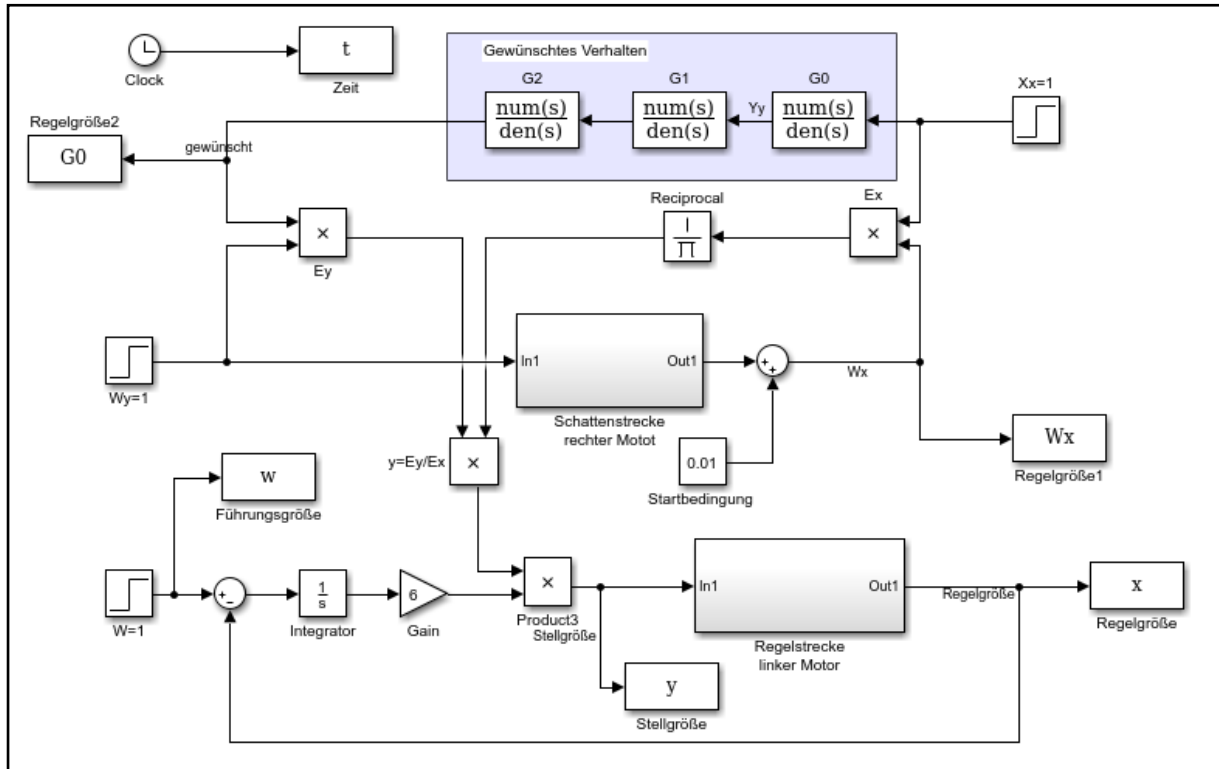 t
Clock
Zeit
Gewünschtes Verhalten
G2
G1
G0
Xx=1
num(s)
den(s)
num(s)
den(s)
Yy
num(s)
den(s)
Regelgröße2
G0
gewünscht
Reciprocal
Ex
×
Ey
1
∏
×
Wy=1
In1
Out1
Schattenstrecke
rechter Motot
+
+
Wx
y=Ey/Ex
×
0.01
Startbedingung
Wx
Regelgröße1
w
Führungsgröße
W=1
+
−
1
s
Integrator
6
Gain
×
Product3
Stellgröße
In1
Out1
Regelstrecke
linker Motor
Regelgröße
x
Regelgröße
y
Stellgröße